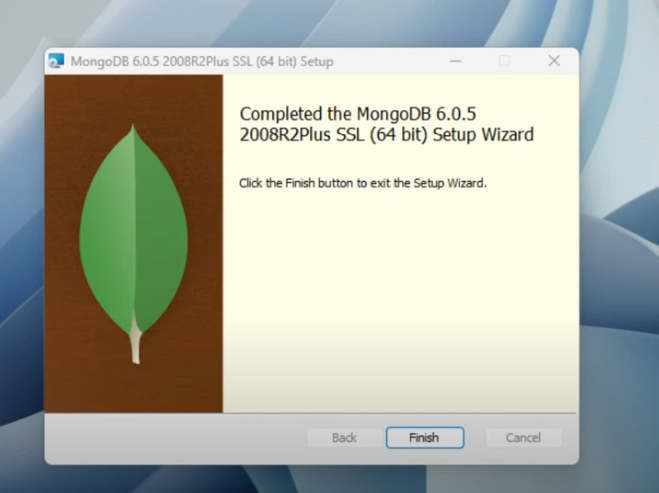 MongoDB 6.0.5 2008R2Plus SSL (64 bit) Setup
Completed the MongoDB 6.0.5
2008R2Plus SSL (64 bit) Setup Wizard
Click the Finish button to exit the Setup Wizard.
Back
Finish
Cancel